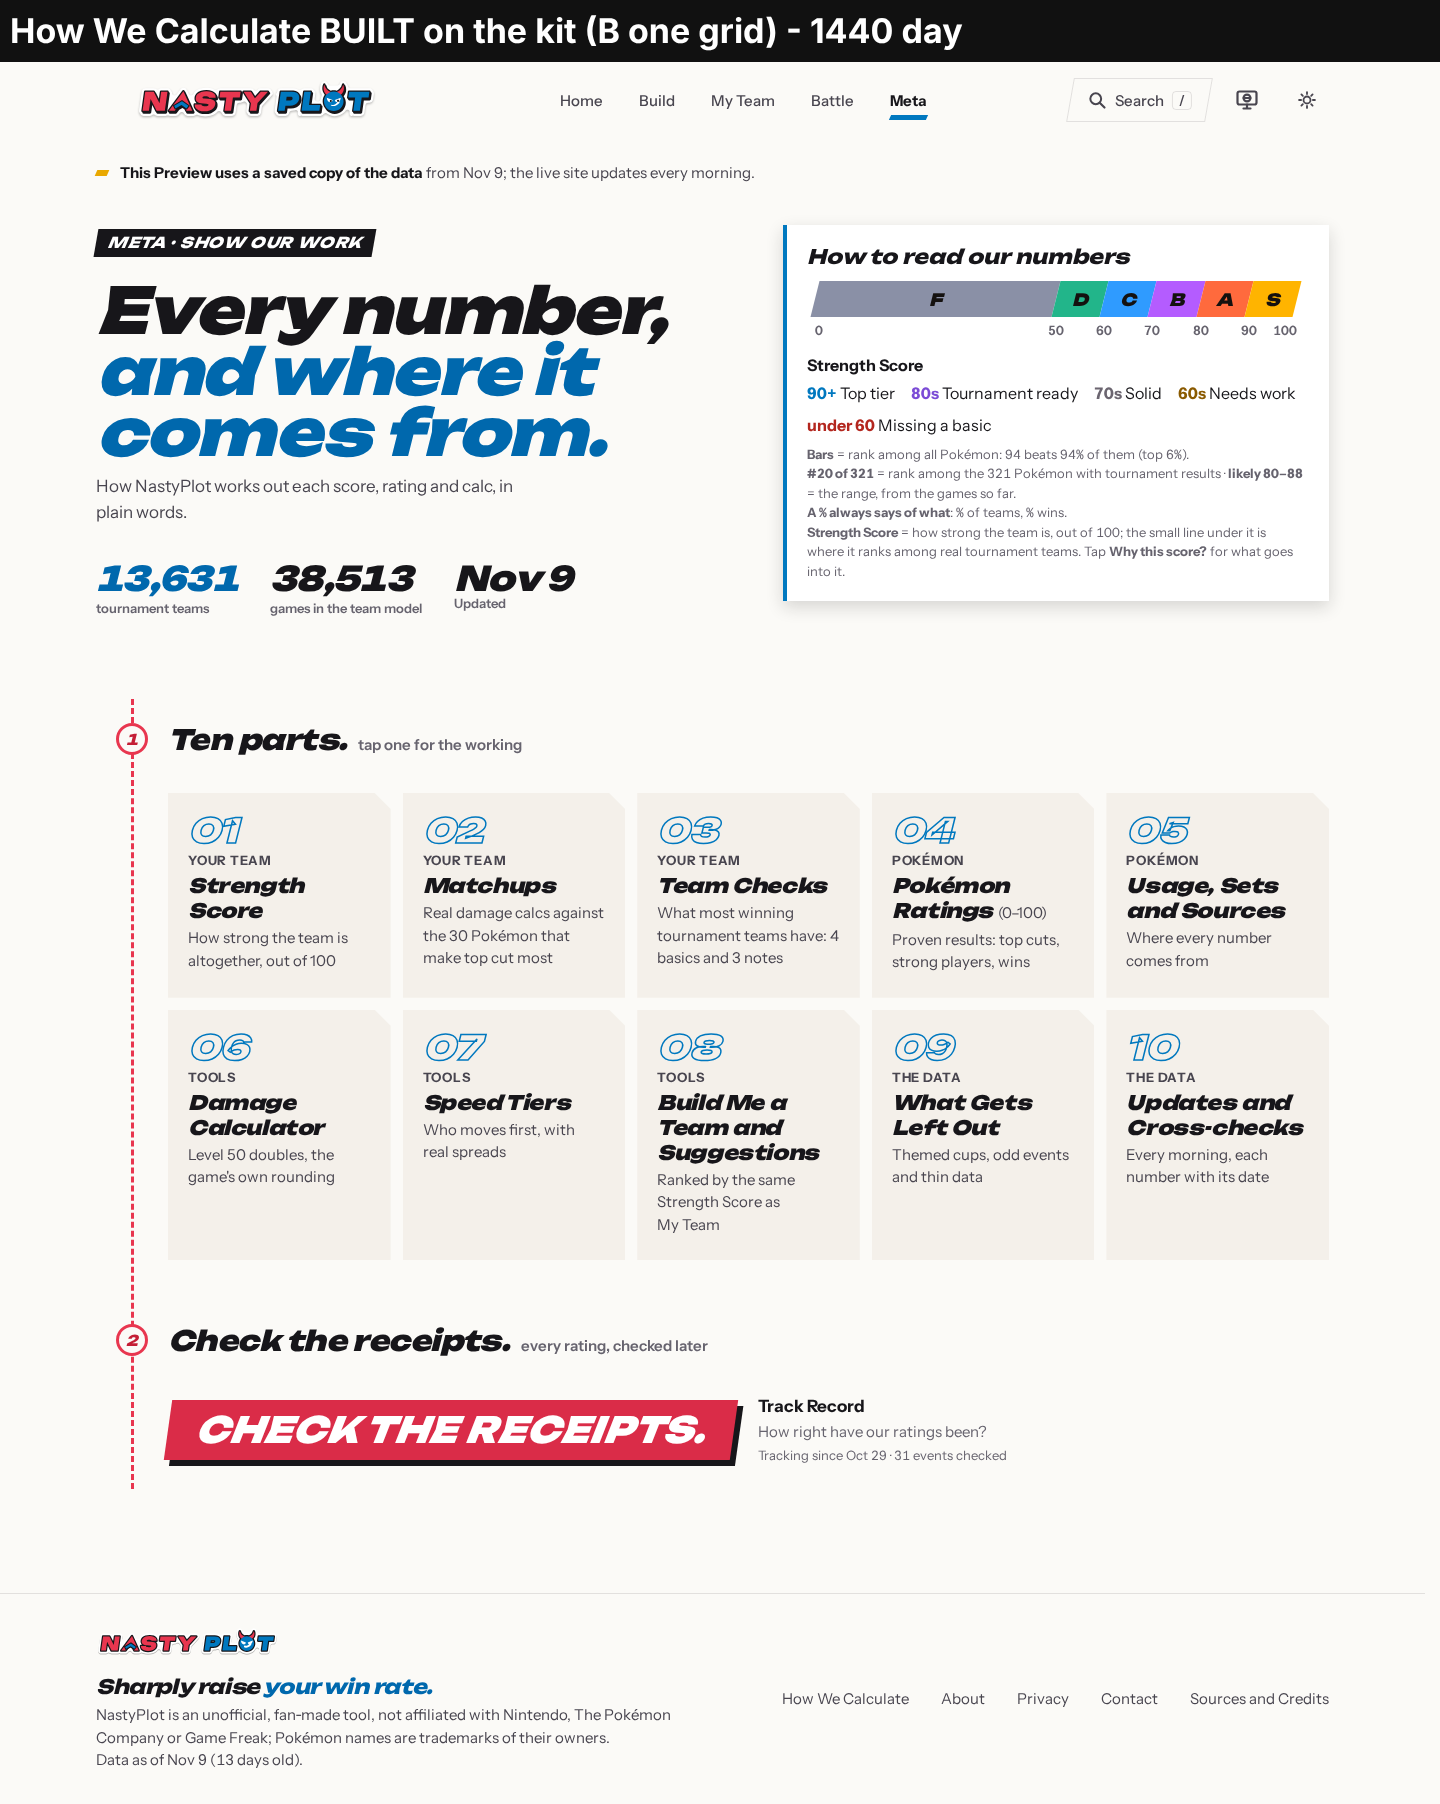 How We Calculate BUILT on the kit (B one grid) - 1440 day
NASTY PLOT
Home Build My Team Battle Meta
Search /
This Preview uses a saved copy of the data from Nov 9; the live site updates every morning.
META · SHOW OUR WORK
Every number,
and where it
comes from.
How NastyPlot works out each score, rating and calc, in
plain words.
13,631
tournament teams
38,513
games in the team model
Nov 9
Updated
How to read our numbers
F D C B A S
0 50 60 70 80 90 100
Strength Score
90+ Top tier 80s Tournament ready 70s Solid 60s Needs work
under 60 Missing a basic
Bars = rank among all Pokémon: 94 beats 94% of them (top 6%).
#20 of 321 = rank among the 321 Pokémon with tournament results · likely 80–88
= the range, from the games so far.
A % always says of what: % of teams, % wins.
Strength Score = how strong the team is, out of 100; the small line under it is
where it ranks among real tournament teams. Tap Why this score? for what goes
into it.
1
Ten parts. tap one for the working
01
YOUR TEAM
Strength
Score
How strong the team is
altogether, out of 100
02
YOUR TEAM
Matchups
Real damage calcs against
the 30 Pokémon that
make top cut most
03
YOUR TEAM
Team Checks
What most winning
tournament teams have: 4
basics and 3 notes
04
POKÉMON
Pokémon
Ratings (0–100)
Proven results: top cuts,
strong players, wins
05
POKÉMON
Usage, Sets
and Sources
Where every number
comes from
06
TOOLS
Damage
Calculator
Level 50 doubles, the
game's own rounding
07
TOOLS
Speed Tiers
Who moves first, with
real spreads
08
TOOLS
Build Me a
Team and
Suggestions
Ranked by the same
Strength Score as
My Team
09
THE DATA
What Gets
Left Out
Themed cups, odd events
and thin data
10
THE DATA
Updates and
Cross-checks
Every morning, each
number with its date
2
Check the receipts. every rating, checked later
CHECK THE RECEIPTS.
Track Record
How right have our ratings been?
Tracking since Oct 29 · 31 events checked
NASTY PLOT
Sharply raise your win rate.
NastyPlot is an unofficial, fan-made tool, not affiliated with Nintendo, The Pokémon
Company or Game Freak; Pokémon names are trademarks of their owners.
Data as of Nov 9 (13 days old).
How We Calculate About Privacy Contact Sources and Credits